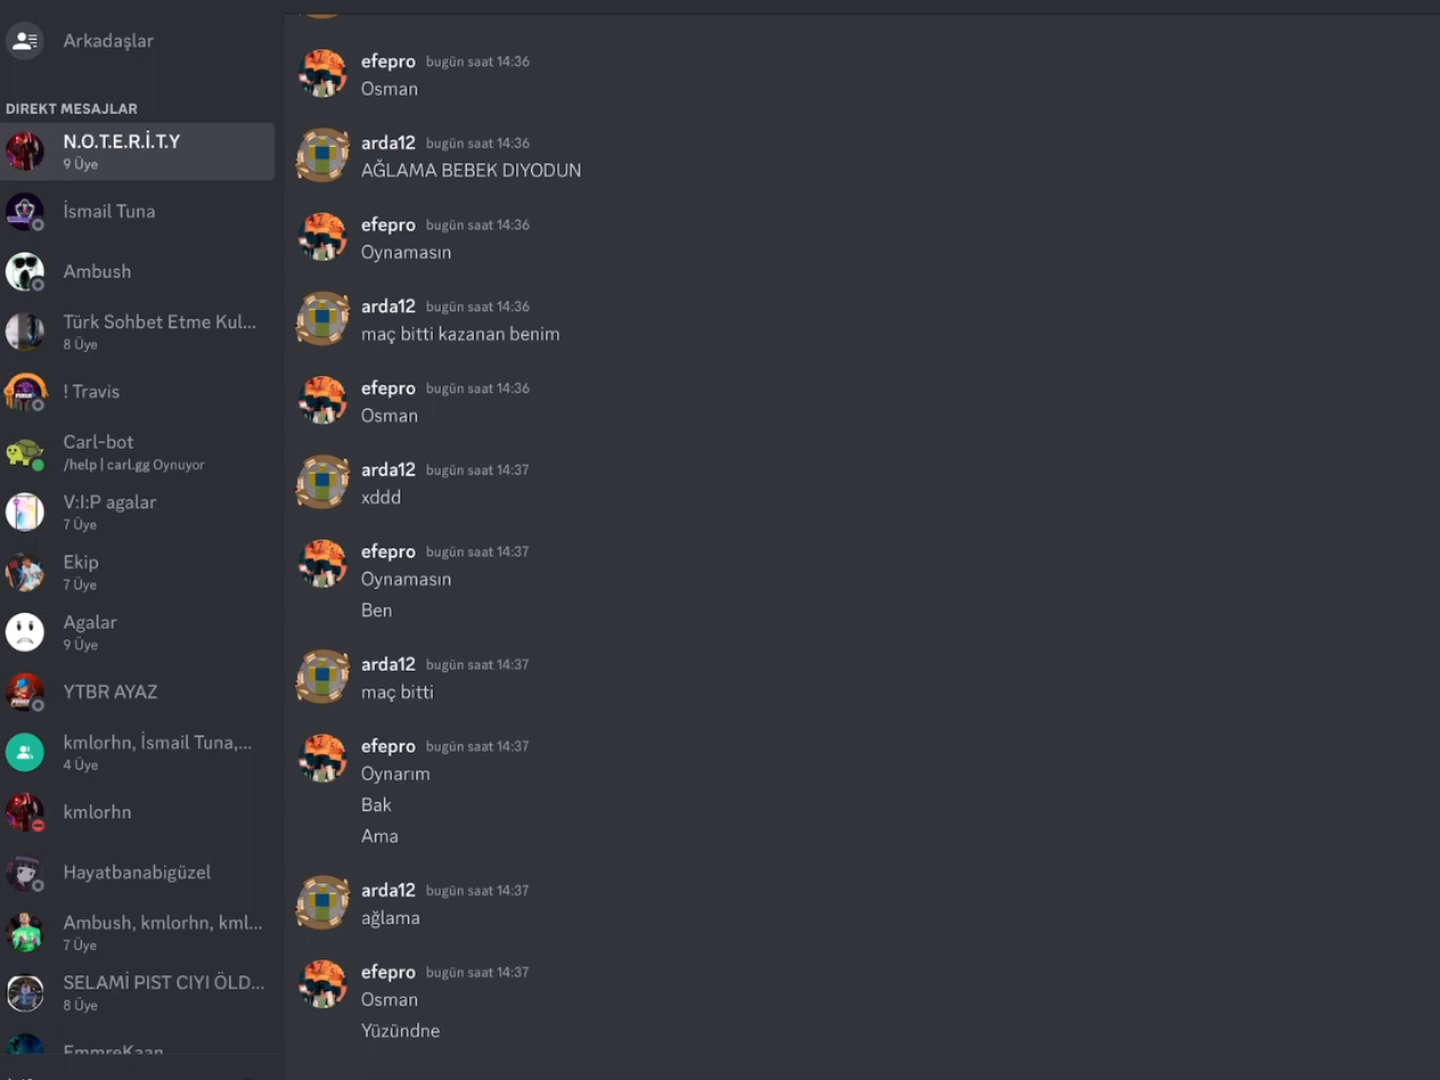 Arkadaşlar
DIREKT MESAJLAR
N.O.T.E.R.İ.T.Y
9 Üye
İsmail Tuna
Ambush
Türk Sohbet Etme Kul...
8 Üye
! Travis
Carl-bot
/help | carl.gg Oynuyor
V:I:P agalar
7 Üye
Ekip
7 Üye
Agalar
9 Üye
YTBR AYAZ
kmlorhn, İsmail Tuna,...
4 Üye
kmlorhn
Hayatbanabigüzel
Ambush, kmlorhn, kml...
7 Üye
SELAMİ PIST CIYI ÖLD...
8 Üye
EmmreKaan
efepro bugün saat 14:36
Osman
arda12 bugün saat 14:36
AĞLAMA BEBEK DIYODUN
efepro bugün saat 14:36
Oynamasın
arda12 bugün saat 14:36
maç bitti kazanan benim
efepro bugün saat 14:36
Osman
arda12 bugün saat 14:37
xddd
efepro bugün saat 14:37
Oynamasın
Ben
arda12 bugün saat 14:37
maç bitti
efepro bugün saat 14:37
Oynarım
Bak
Ama
arda12 bugün saat 14:37
ağlama
efepro bugün saat 14:37
Osman
Yüzündne